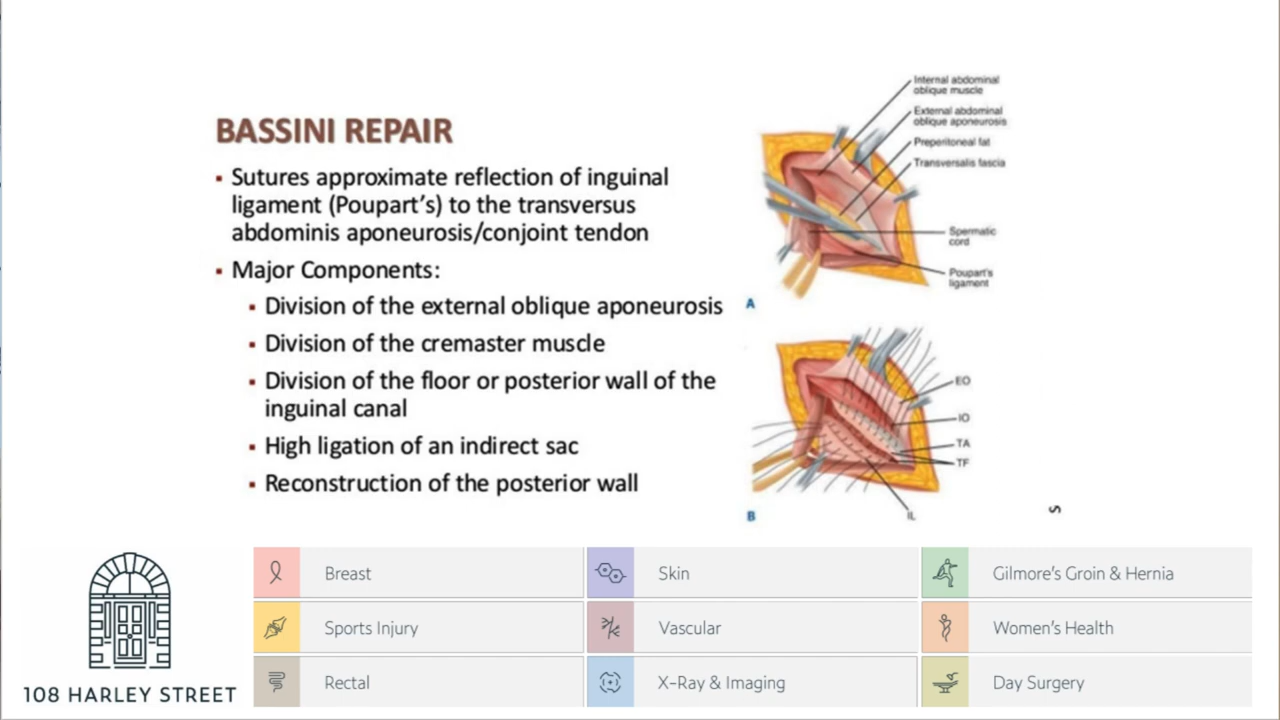 BASSINI REPAIR
▪ Sutures approximate reflection of inguinal
ligament (Poupart's) to the transversus
abdominis aponeurosis/conjoint tendon
▪ Major Components:
▪ Division of the external oblique aponeurosis
▪ Division of the cremaster muscle
▪ Division of the floor or posterior wall of the
inguinal canal
▪ High ligation of an indirect sac
▪ Reconstruction of the posterior wall
Internal abdominal
oblique muscle
External abdominal
oblique aponeurosis
Preperitoneal fat
Transversalis fascia
Spermatic
cord
Poupart's
ligament
A
EO
IO
TA
TF
IL
B
S
108 HARLEY STREET
Breast
Skin
Gilmore's Groin & Hernia
Sports Injury
Vascular
Women's Health
Rectal
X-Ray & Imaging
Day Surgery